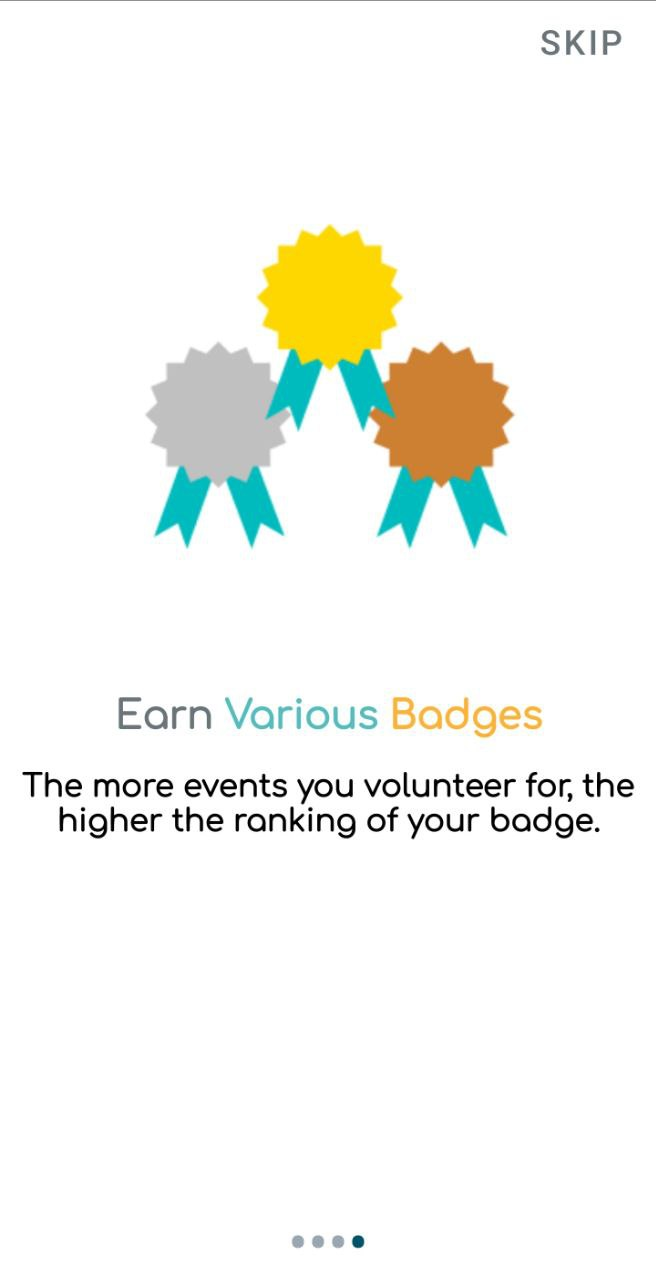 SKIP
Earn Various Badges
The more events you volunteer for, the
higher the ranking of your badge.